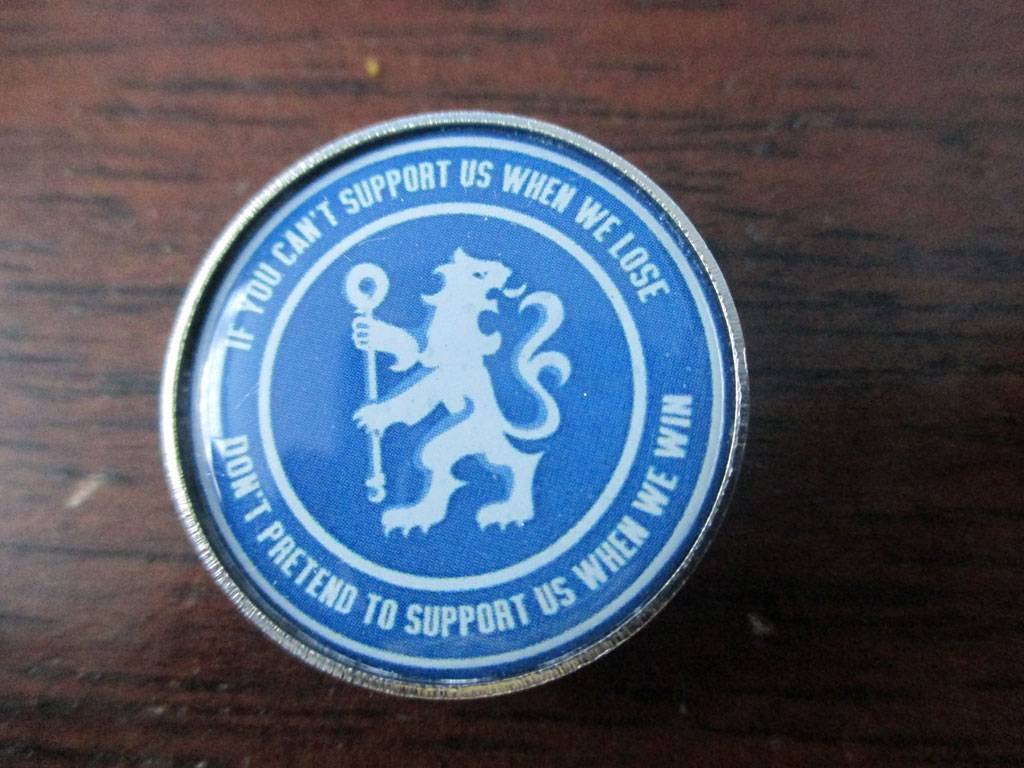 IF YOU CAN'T SUPPORT US WHEN WE LOSE
DON'T PRETEND TO SUPPORT US WHEN WE WIN